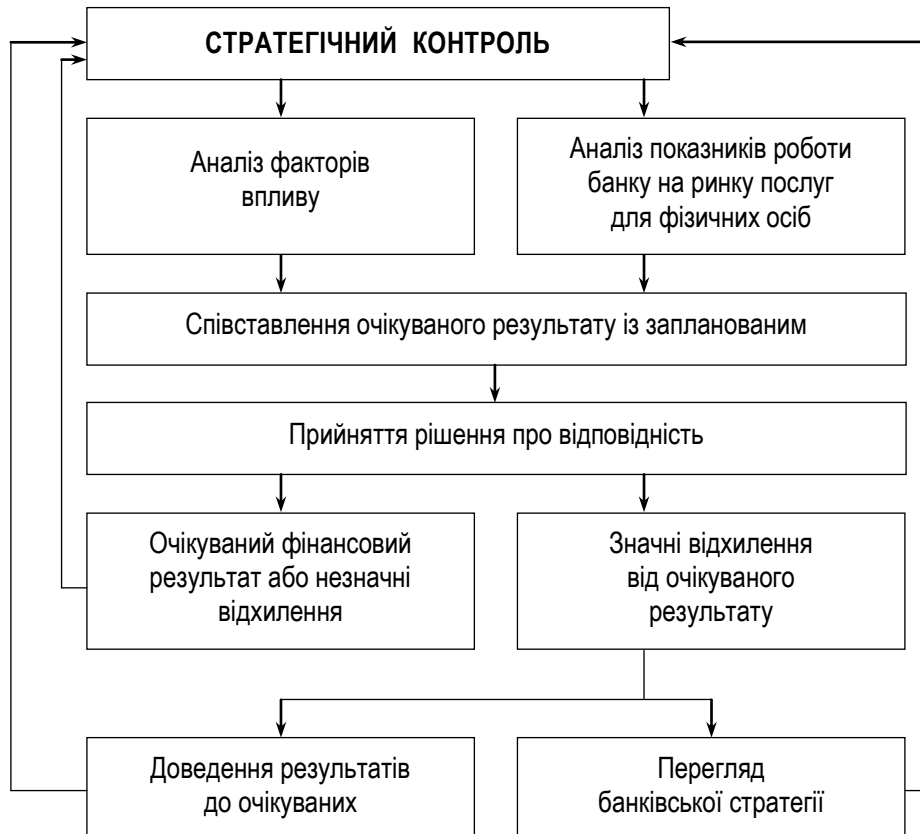 СТРАТЕГІЧНИЙ КОНТРОЛЬ
Аналіз факторів
впливу
Аналіз показників роботи
банку на ринку послуг
для фізичних осіб
Співставлення очікуваного результату із запланованим
Прийняття рішення про відповідність
Очікуваний фінансовий
результат або незначні
відхилення
Значні відхилення
від очікуваного
результату
Доведення результатів
до очікуваних
Перегляд
банківської стратегії